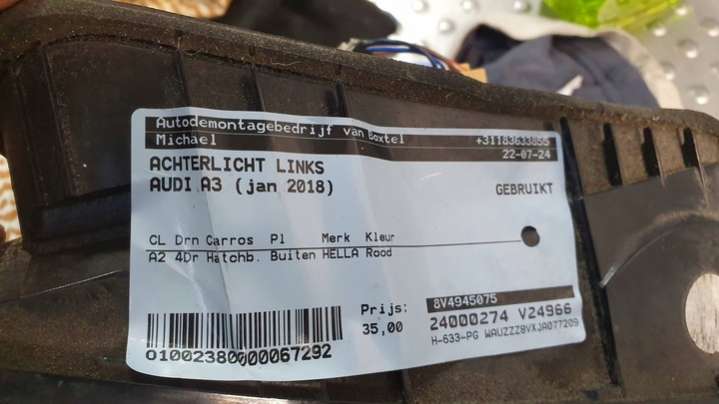 Autodemontagebedrijf van Boxtel
Michael +31183633855
22-07-24
ACHTERLICHT LINKS
AUDI A3 (jan 2018) GEBRUIKT
CL Drn Carros Pl Merk Kleur
A2 4Dr Hatchb. Buiten HELLA Rood
Prijs: 8V4945075
35,00 24000274 V24966
H-633-PG WAUZZZ8VXJA077209
0100238000067292